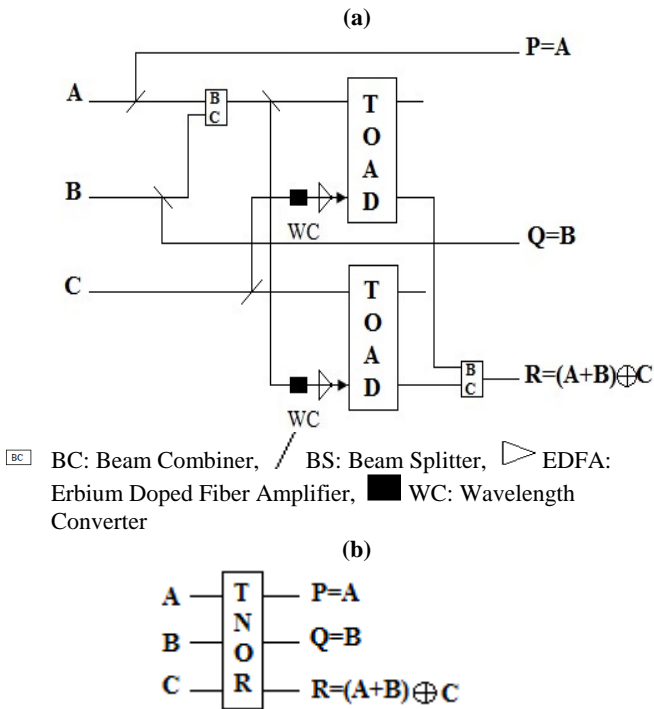 (a)
P=A
A
B
C
T
O
A
D
B
WC
Q=B
C
T
O
A
D
B
C
R=(A+B)⊕C
WC
BC BC: Beam Combiner, BS: Beam Splitter, EDFA:
Erbium Doped Fiber Amplifier, WC: Wavelength
Converter
(b)
A T P=A
B N Q=B
O
C R R=(A+B)⊕C